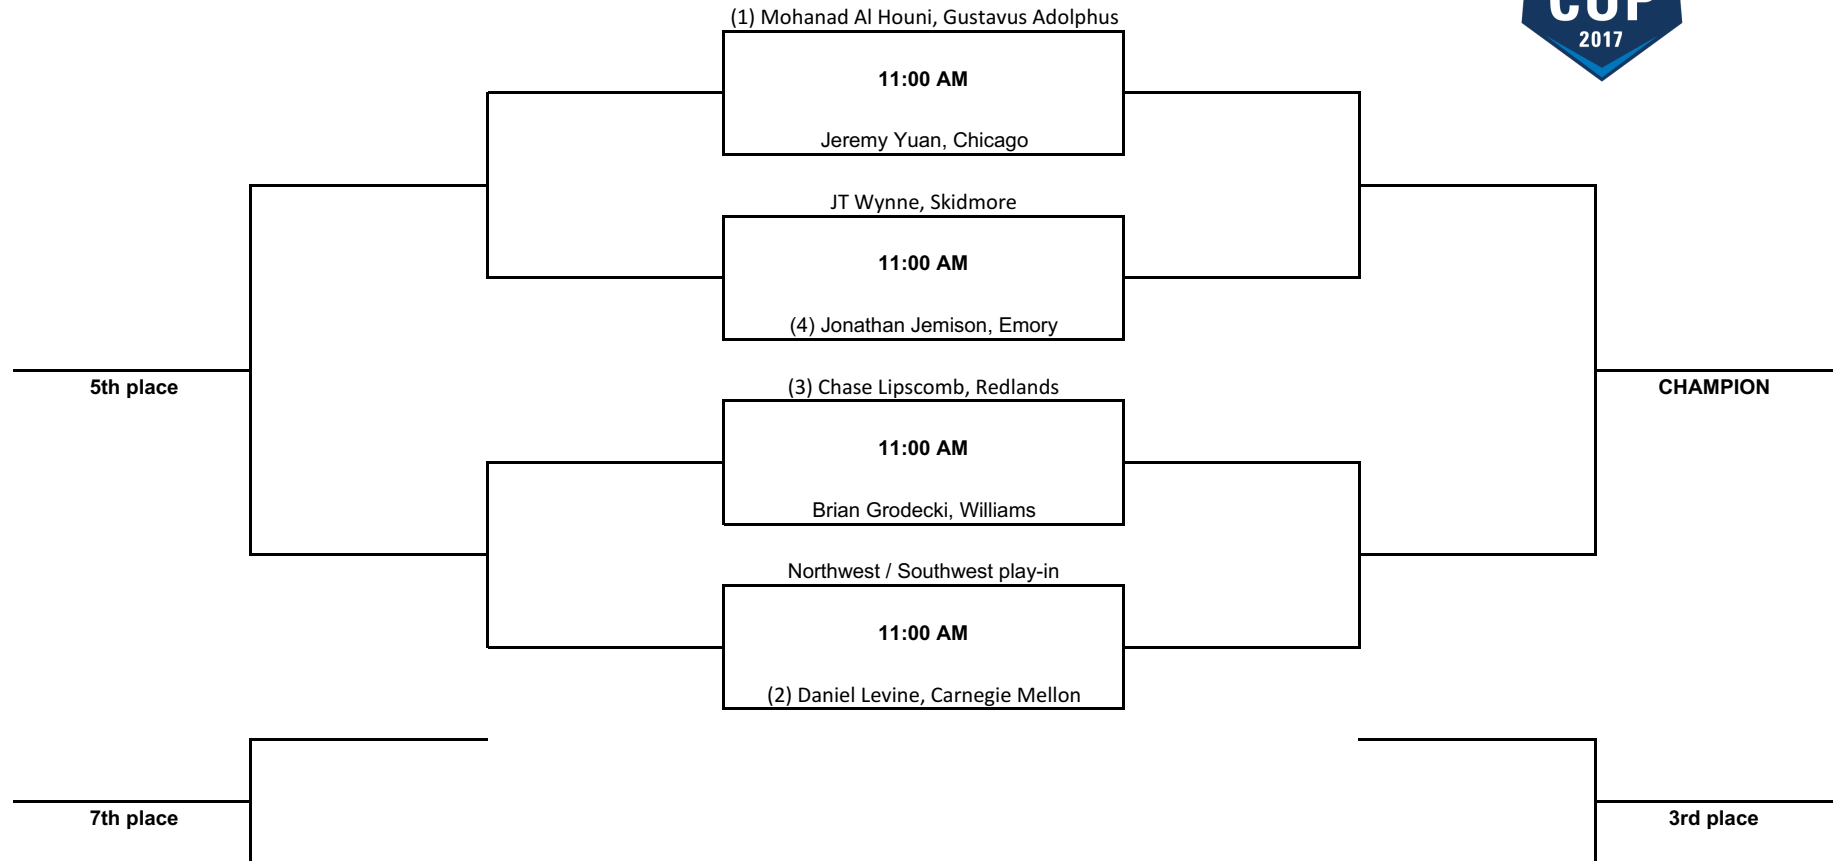 (1) Mohanad Al Houni, Gustavus Adolphus
CUP
2017
11:00 AM
Jeremy Yuan, Chicago
JT Wynne, Skidmore
11:00 AM
(4) Jonathan Jemison, Emory
(3) Chase Lipscomb, Redlands
5th place
CHAMPION
11:00 AM
Brian Grodecki, Williams
Northwest / Southwest play-in
11:00 AM
(2) Daniel Levine, Carnegie Mellon
7th place
3rd place